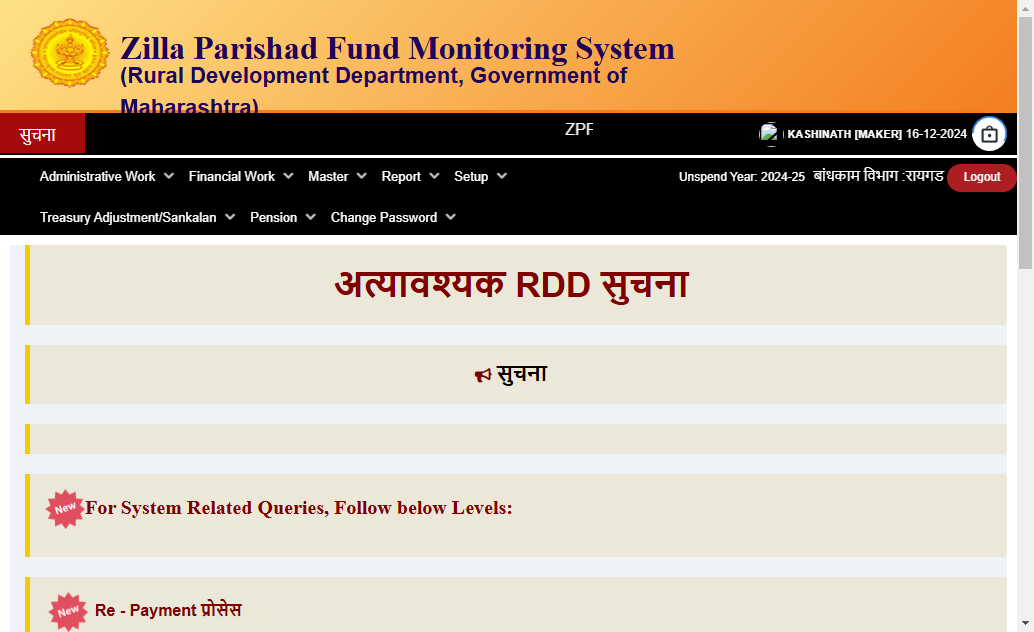 Zilla Parishad Fund Monitoring System
(Rural Development Department, Government of
Maharashtra)
सुचना
ZPF
KASHINATH [MAKER] 16-12-2024
Administrative Work Financial Work Master Report Setup
Unspend Year: 2024-25 बांधकाम विभाग :रायगड Logout
Treasury Adjustment/Sankalan Pension Change Password
अत्यावश्यक RDD सुचना
सुचना
New For System Related Queries, Follow below Levels:
New Re - Payment प्रोसेस